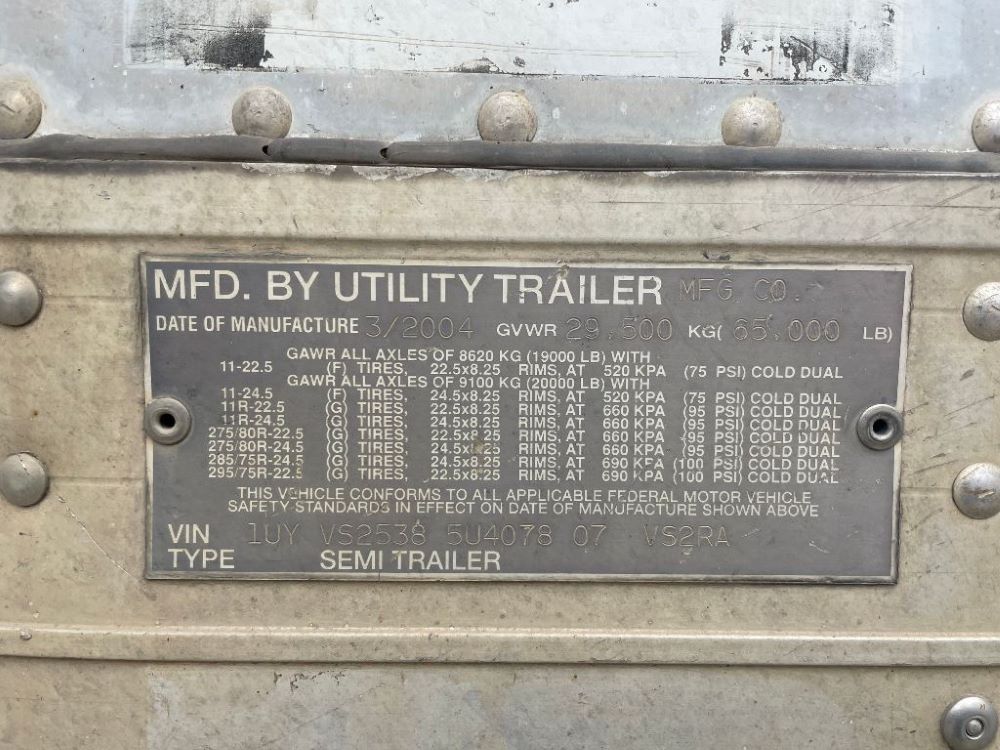 MFD. BY UTILITY TRAILER MFG. CO.
DATE OF MANUFACTURE 3/2004 GVWR 29,500 KG( 65,000 LB)
GAWR ALL AXLES OF 8620 KG (19000 LB) WITH
11-22.5 (F) TIRES, 22.5x8.25 RIMS, AT 520 KPA (75 PSI) COLD DUAL
GAWR ALL AXLES OF 9100 KG (20000 LB) WITH
11-24.5 (F) TIRES, 24.5x8.25 RIMS, AT 520 KPA (75 PSI) COLD DUAL
11R-22.5 (G) TIRES, 22.5x8.25 RIMS, AT 660 KPA (95 PSI) COLD DUAL
11R-24.5 (G) TIRES, 24.5x8.25 RIMS, AT 660 KPA (95 PSI) COLD DUAL
275/80R-22.5 (G) TIRES, 22.5x8.25 RIMS, AT 660 KPA (95 PSI) COLD DUAL
275/80R-24.5 (G) TIRES, 24.5x8.25 RIMS, AT 660 KPA (95 PSI) COLD DUAL
285/75R-24.5 (G) TIRES, 24.5x8.25 RIMS, AT 690 KPA (100 PSI) COLD DUAL
295/75R-22.5 (G) TIRES, 22.5x8.25 RIMS, AT 690 KPA (100 PSI) COLD DUAL
THIS VEHICLE CONFORMS TO ALL APPLICABLE FEDERAL MOTOR VEHICLE
SAFETY STANDARDS IN EFFECT ON DATE OF MANUFACTURE SHOWN ABOVE
VIN 1UY VS2538 5U4078 07 VS2RA
TYPE SEMI TRAILER